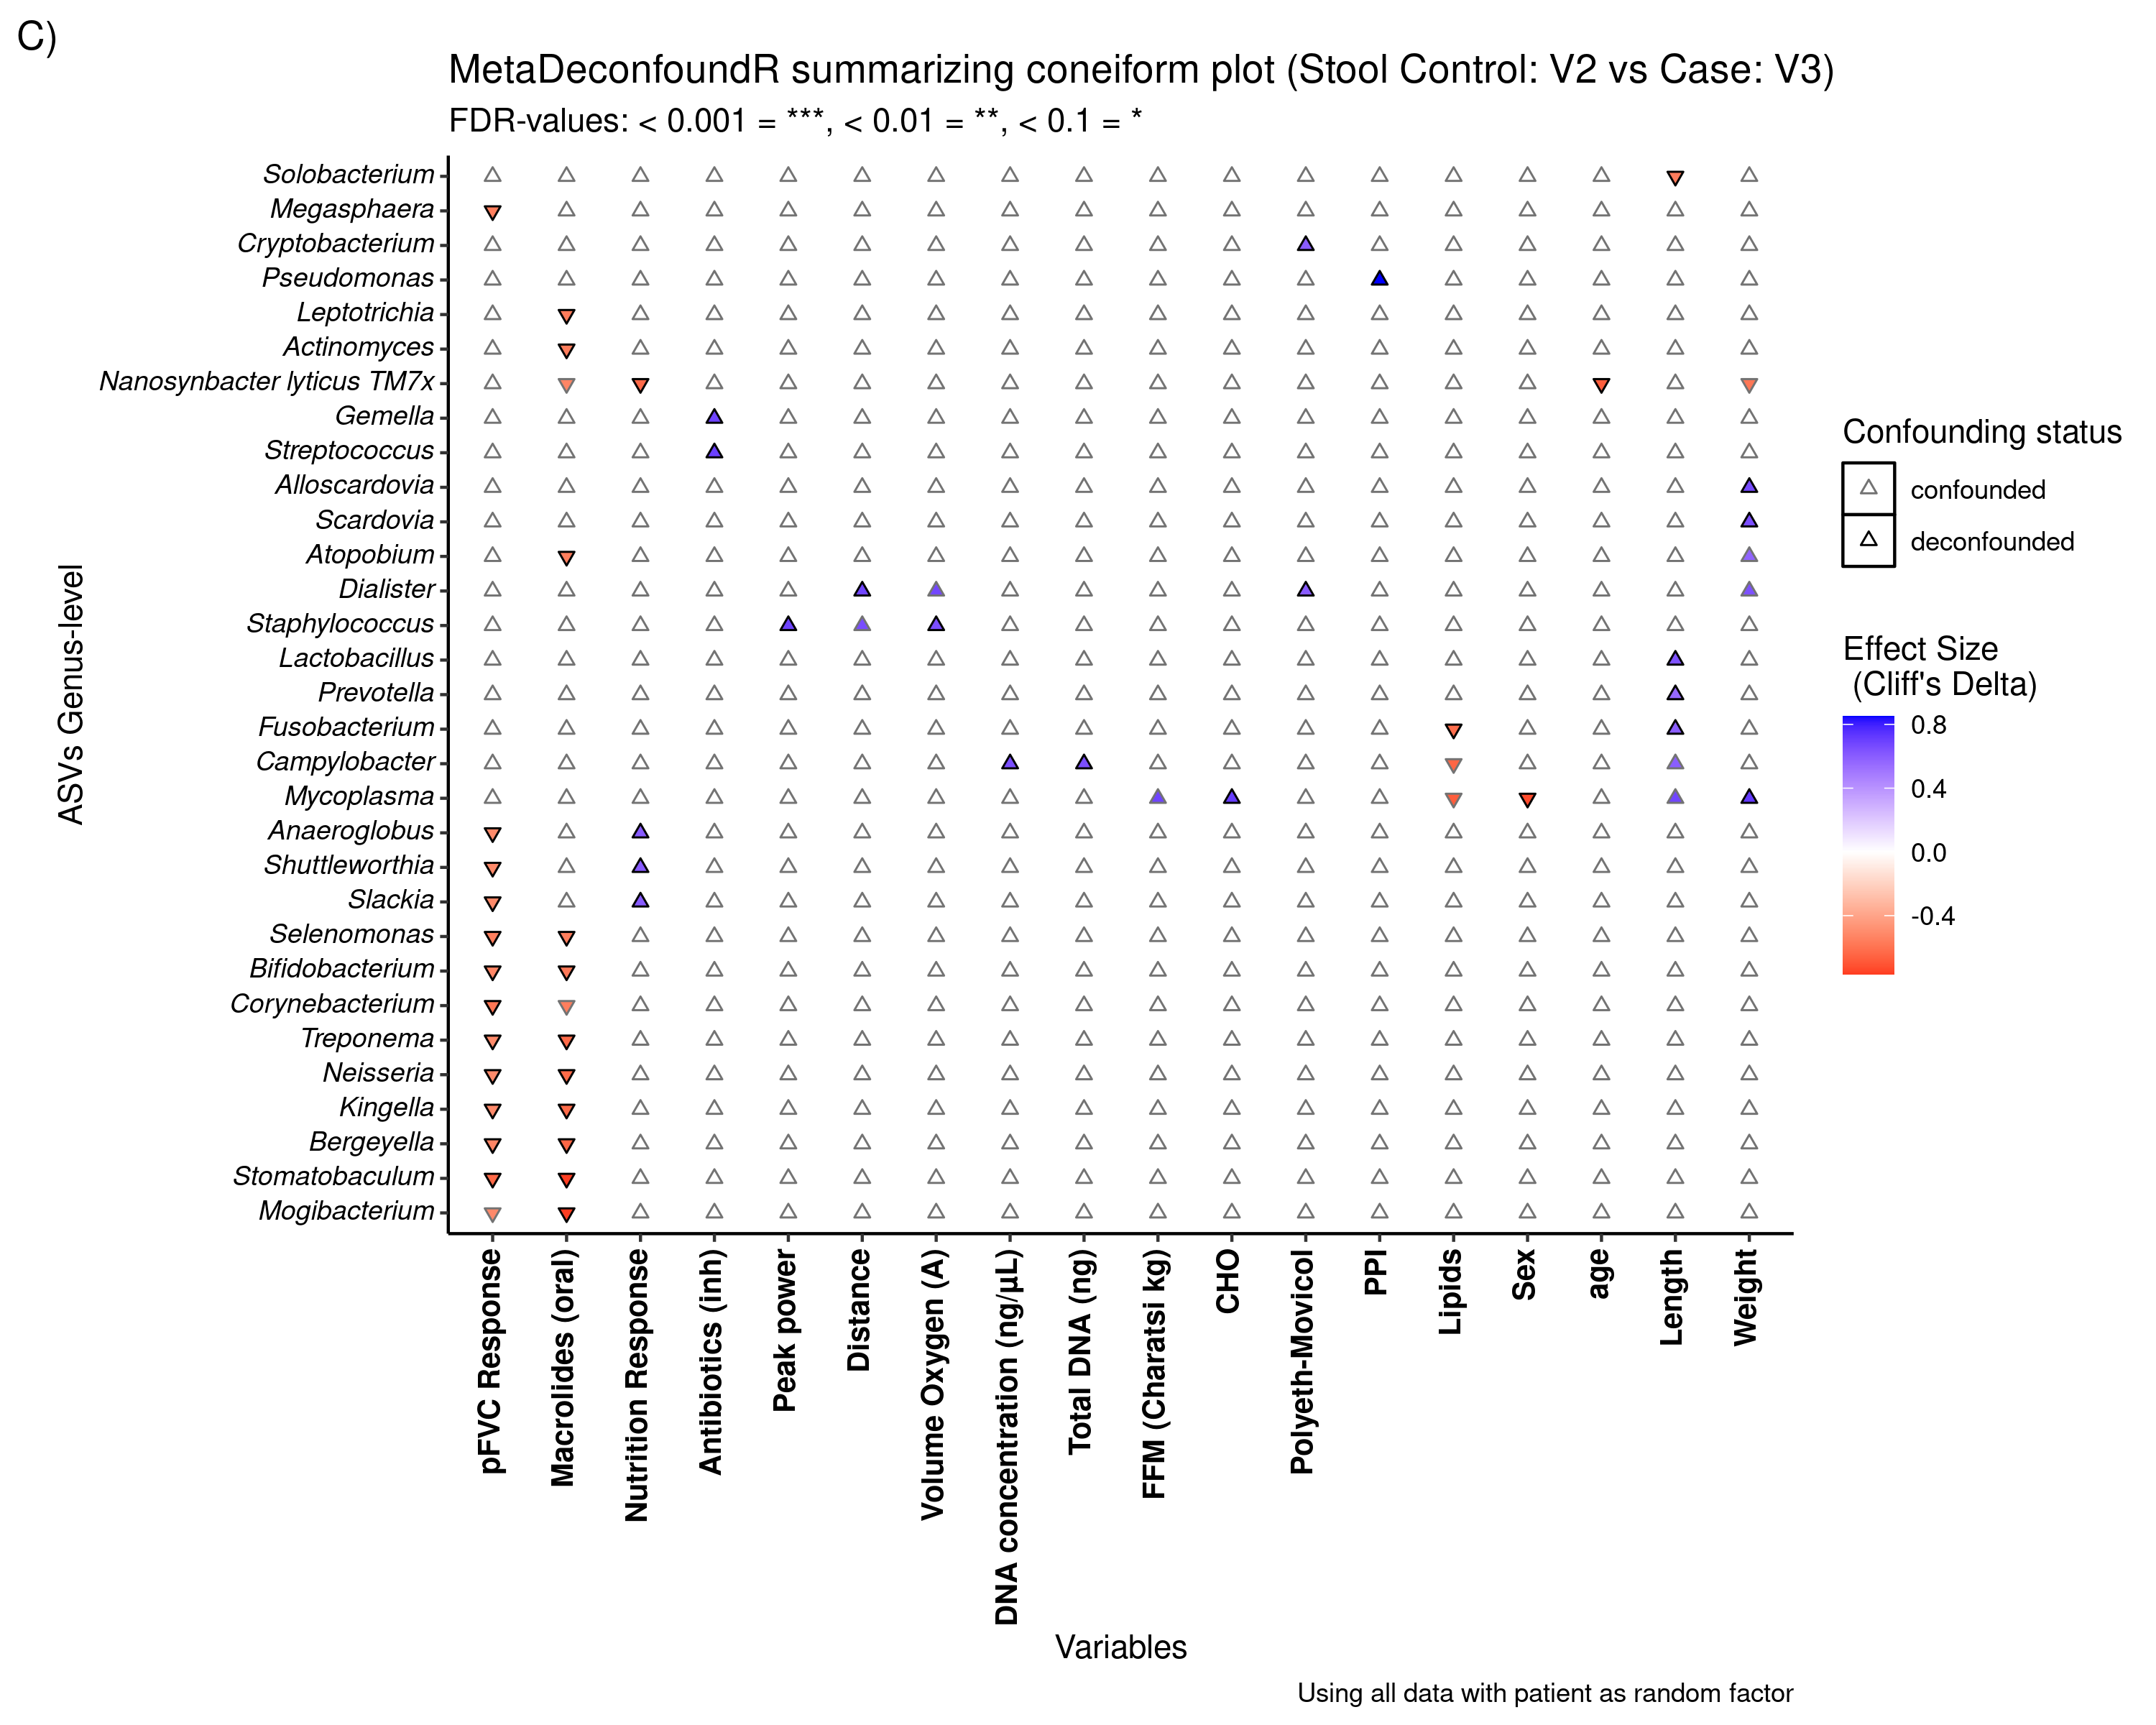 C)
MetaDeconfoundR summarizing coneiform plot (Stool Control: V2 vs Case: V3)
FDR-values: < 0.001 = ***, < 0.01 = **, < 0.1 = *
ASVs Genus-level
Solobacterium
Megasphaera
Cryptobacterium
Pseudomonas
Leptotrichia
Actinomyces
Nanosynbacter lyticus TM7x
Gemella
Streptococcus
Alloscardovia
Scardovia
Atopobium
Dialister
Staphylococcus
Lactobacillus
Prevotella
Fusobacterium
Campylobacter
Mycoplasma
Anaeroglobus
Shuttleworthia
Slackia
Selenomonas
Bifidobacterium
Corynebacterium
Treponema
Neisseria
Kingella
Bergeyella
Stomatobaculum
Mogibacterium
pFVC Response
Macrolides (oral)
Nutrition Response
Antibiotics (inh)
Peak power
Distance
Volume Oxygen (A)
DNA concentration (ng/µL)
Total DNA (ng)
FFM (Charatsi kg)
CHO
Polyeth-Movicol
PPI
Lipids
Sex
age
Length
Weight
Variables
Confounding status
confounded
deconfounded
Effect Size
(Cliff's Delta)
0.8
0.4
0.0
-0.4
Using all data with patient as random factor